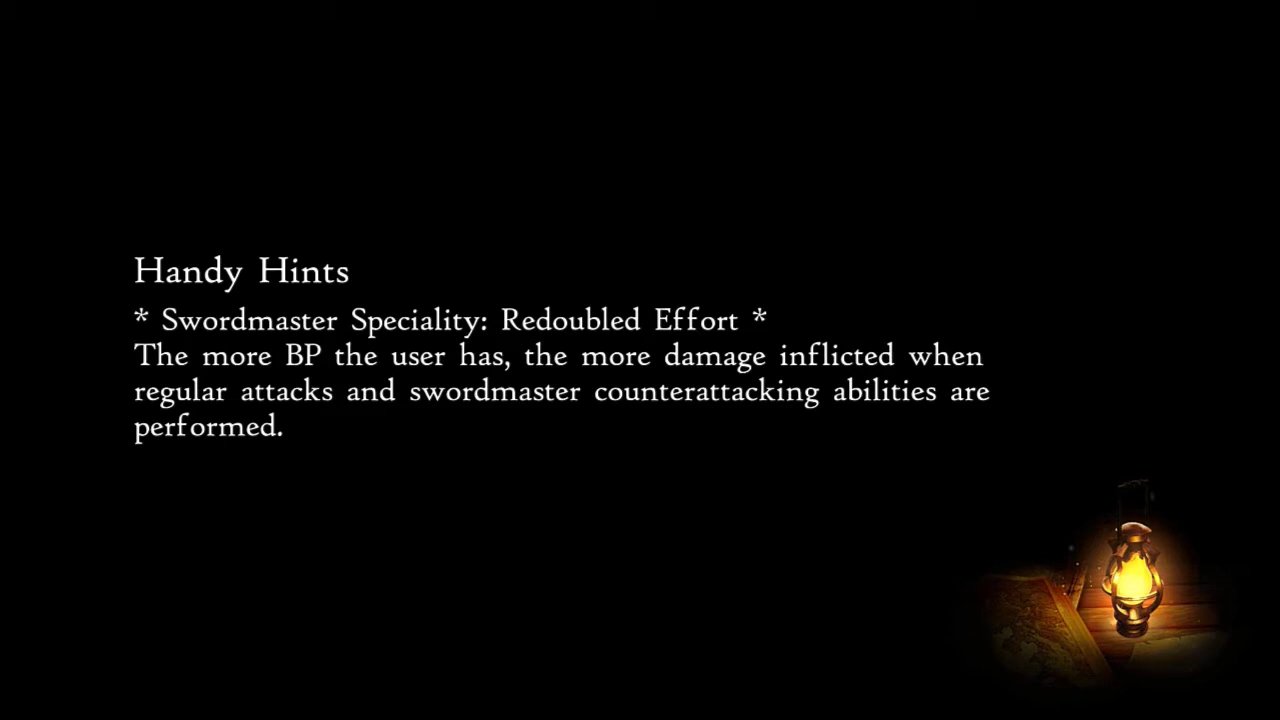 Handy Hints
* Swordmaster Speciality: Redoubled Effort *
The more BP the user has, the more damage inflicted when
regular attacks and swordmaster counterattacking abilities are
performed.